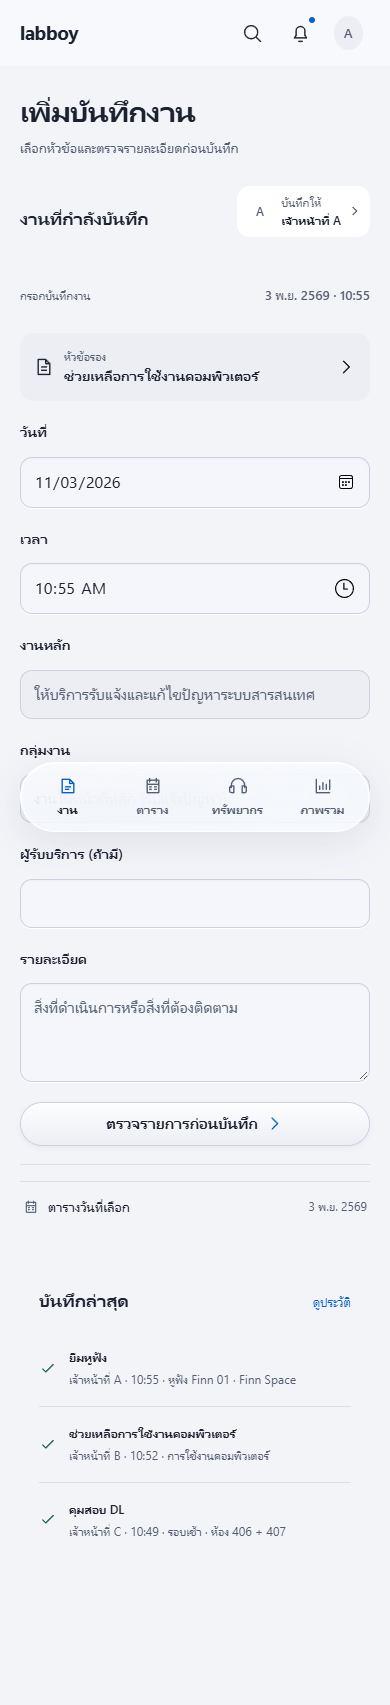 labboy
A
เพิ่มบันทึกงาน
เลือกหัวข้อและตรวจรายละเอียดก่อนบันทึก
งานที่กำลังบันทึก
A
บันทึกให้
เจ้าหน้าที่ A
กรอกบันทึกงาน
3 พ.ย. 2569 · 10:55
หัวข้อรอง
ช่วยเหลือการใช้งานคอมพิวเตอร์
วันที่
11/03/2026
เวลา
10:55 AM
งานหลัก
ให้บริการรับแจ้งและแก้ไขปัญหาระบบสารสนเทศ
กลุ่มงาน
งาน
ตาราง
ทรัพยากร
ภาพรวม
ผู้รับบริการ (ถ้ามี)
รายละเอียด
สิ่งที่ดำเนินการหรือสิ่งที่ต้องติดตาม
ตรวจรายการก่อนบันทึก
ตารางวันที่เลือก
3 พ.ย. 2569
บันทึกล่าสุด
ดูประวัติ
ยืมหูฟัง
เจ้าหน้าที่ A · 10:55 · หูฟัง Finn 01 · Finn Space
ช่วยเหลือการใช้งานคอมพิวเตอร์
เจ้าหน้าที่ B · 10:52 · การใช้งานคอมพิวเตอร์
คุมสอบ DL
เจ้าหน้าที่ C · 10:49 · รอบเช้า · ห้อง 406 + 407